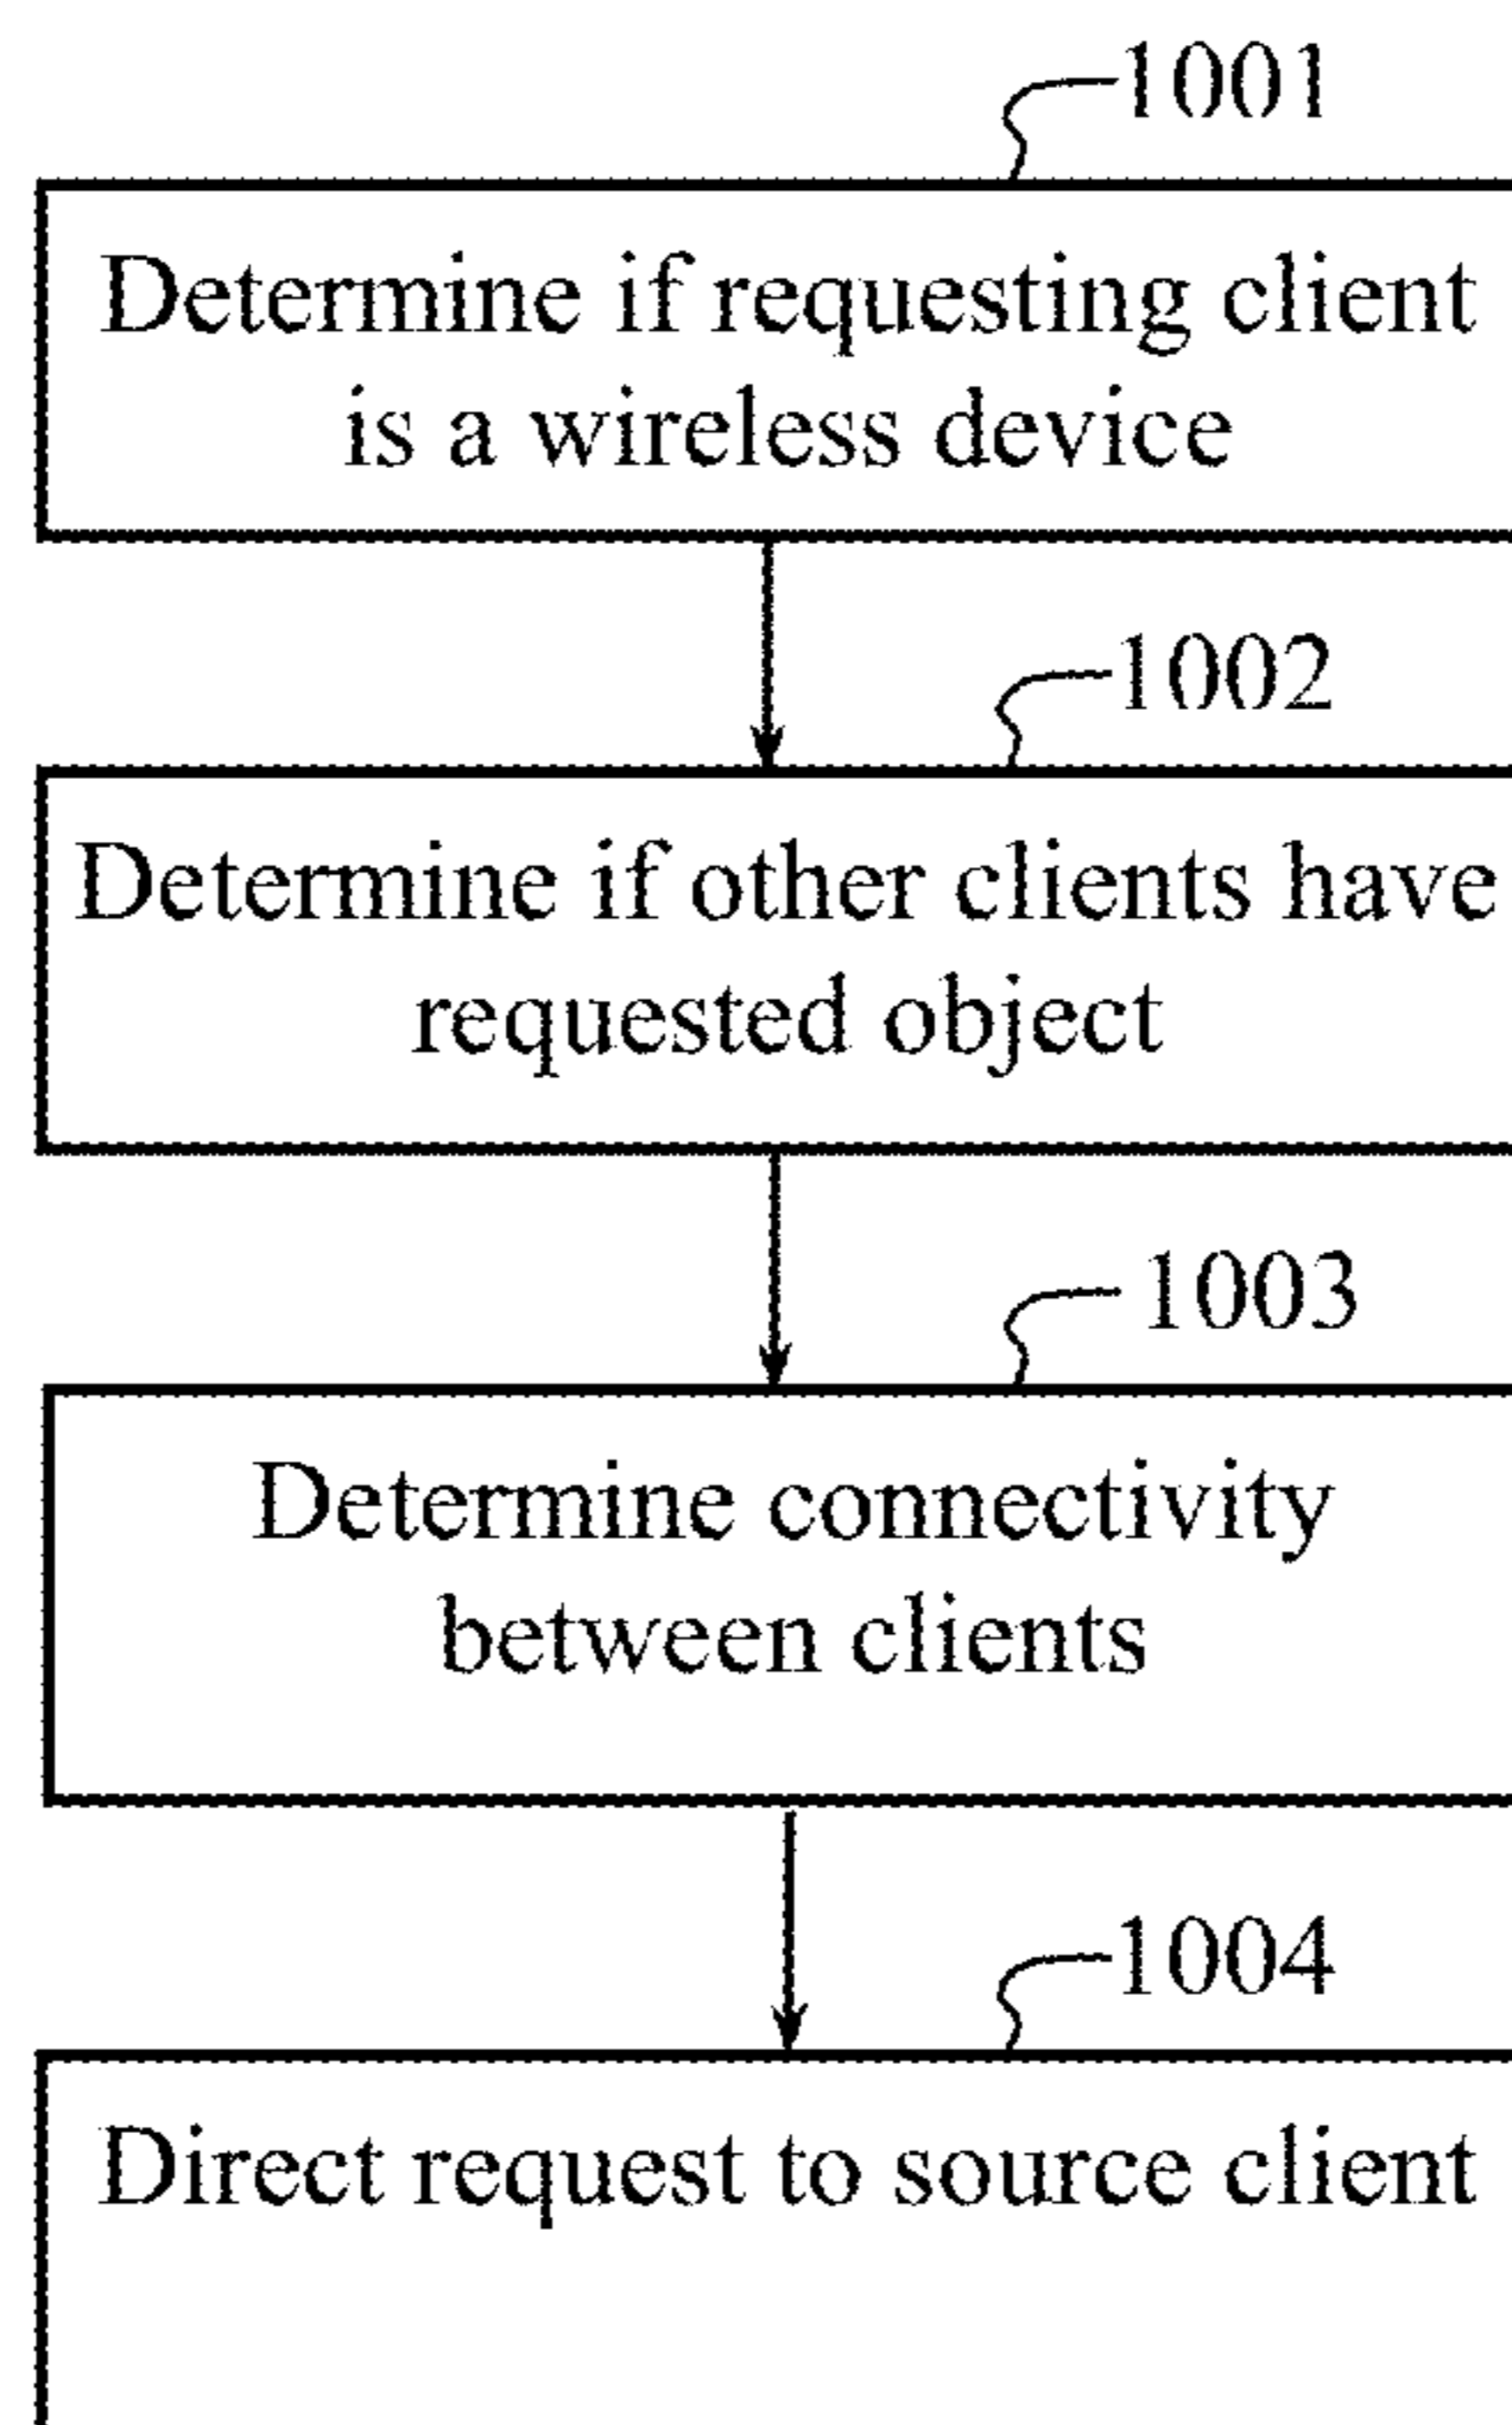 1001
Determine if requesting client
is a wireless device
1002
Determine if other clients have
requested object
1003
Determine connectivity
between clients
1004
Direct request to source client